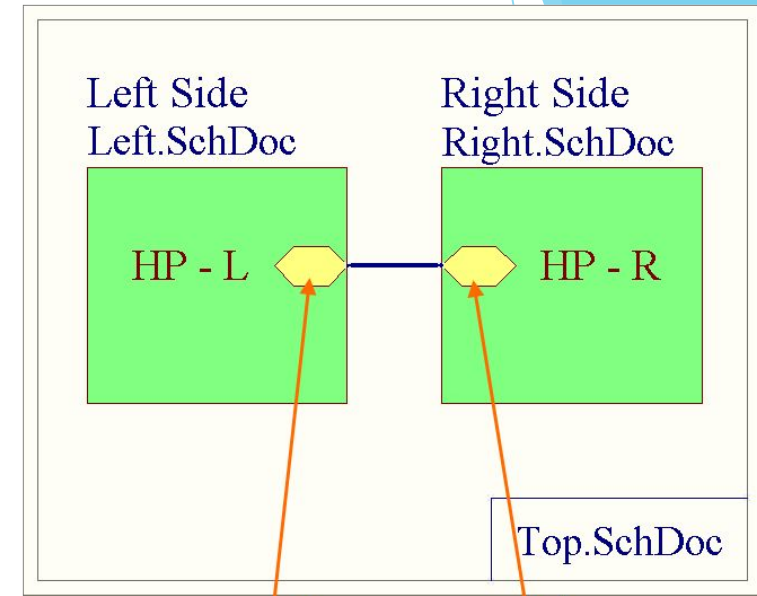 Left Side
Left.SchDoc
Right Side
Right.SchDoc
HP - L
HP - R
Top.SchDoc